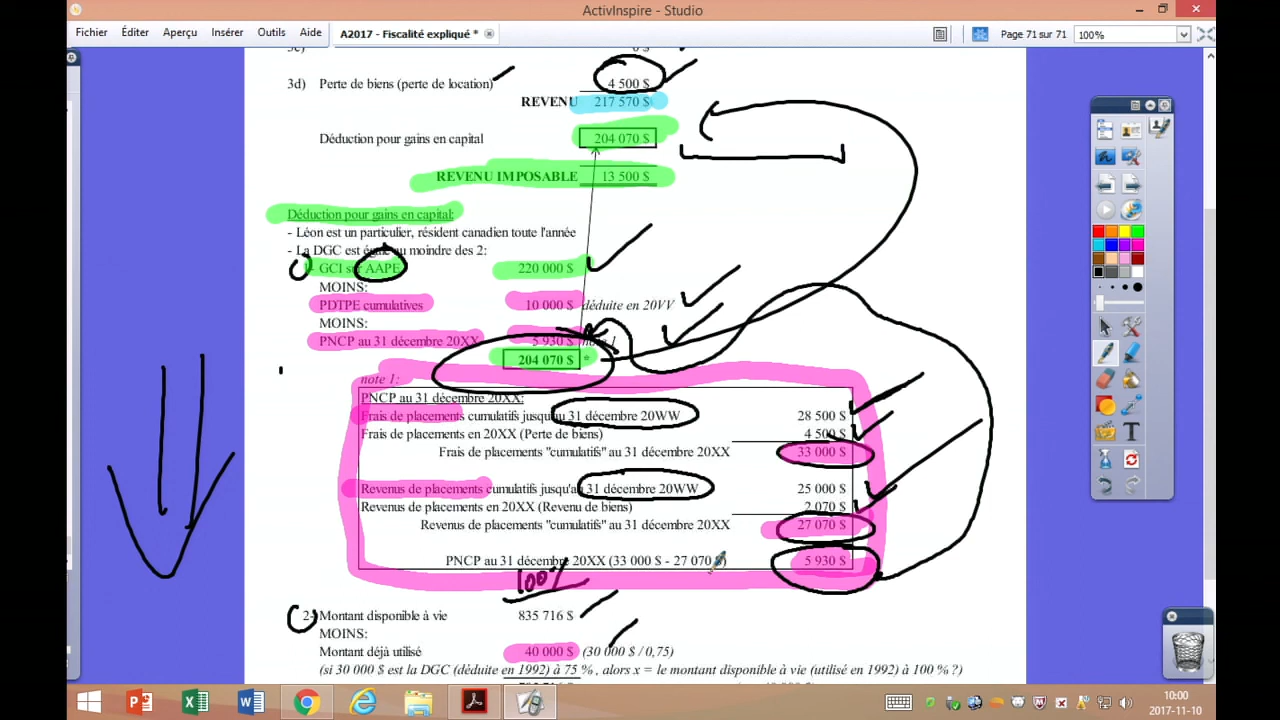 ActivInspire - Studio
Fichier Éditer Aperçu Insérer Outils Aide A2017 - Fiscalité expliqué * Page 71 sur 71 100%
3d) Perte de biens (perte de location) 4 500 $
REVENU 217 570 $
Déduction pour gains en capital 204 070 $
REVENU IMPOSABLE 13 500 $
Déduction pour gains en capital:
- Léon est un particulier, résident canadien toute l'année
- La DGC est égale au moindre des 2:
1- GCI sur AAPE 220 000 $
MOINS:
PDTPE cumulatives 10 000 $ déduite en 20VV
MOINS:
PNCP au 31 décembre 20XX 5 930 $ note 1
204 070 $ *
note 1:
PNCP au 31 décembre 20XX:
Frais de placements cumulatifs jusqu'au 31 décembre 20WW 28 500 $
Frais de placements en 20XX (Perte de biens) 4 500 $
Frais de placements "cumulatifs" au 31 décembre 20XX 33 000 $
Revenus de placements cumulatifs jusqu'au 31 décembre 20WW 25 000 $
Revenus de placements en 20XX (Revenu de biens) 2 070 $
Revenus de placements "cumulatifs" au 31 décembre 20XX 27 070 $
PNCP au 31 décembre 20XX (33 000 $ - 27 070 $) 5 930 $
100%
2- Montant disponible à vie 835 716 $
MOINS:
Montant déjà utilisé 40 000 $ (30 000 $ / 0,75)
(si 30 000 $ est la DGC (déduite en 1992) à 75 %, alors x = le montant disponible à vie (utilisé en 1992) à 100 % ?)
10:00
2017-11-10